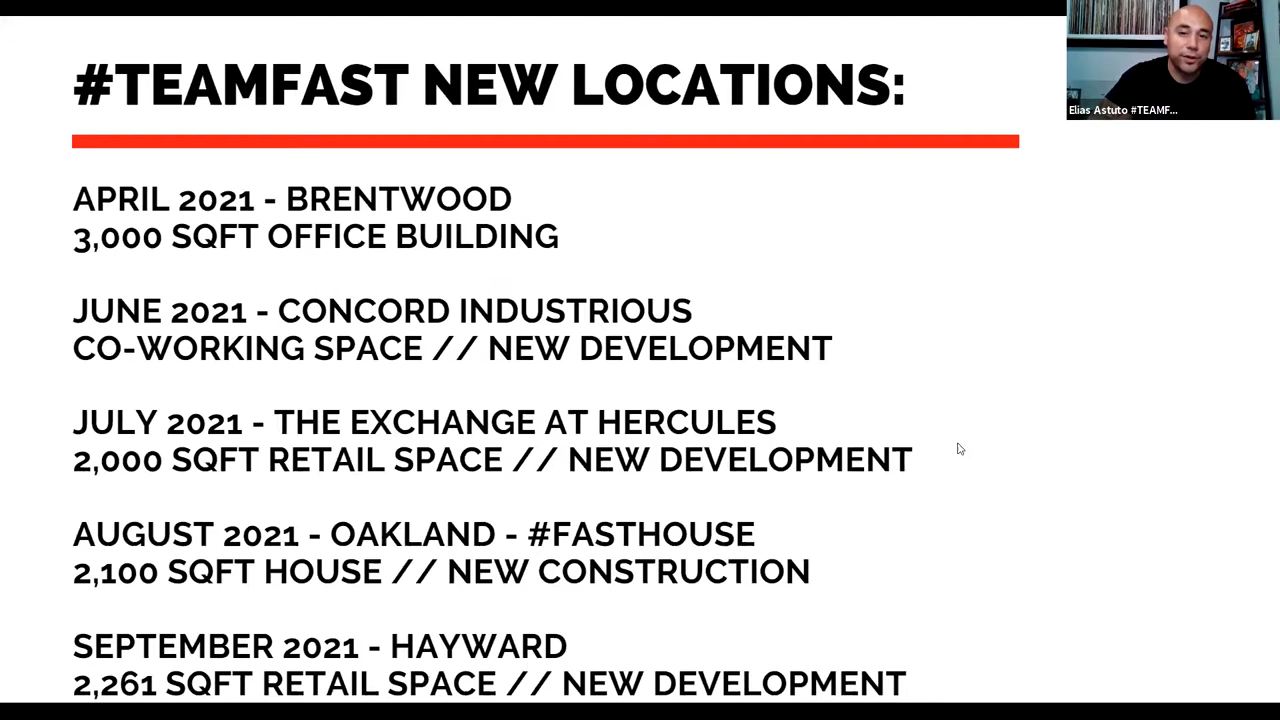 #TEAMFAST NEW LOCATIONS:
Elias Astuto #TEAMF...
APRIL 2021 - BRENTWOOD
3,000 SQFT OFFICE BUILDING
JUNE 2021 - CONCORD INDUSTRIOUS
CO-WORKING SPACE // NEW DEVELOPMENT
JULY 2021 - THE EXCHANGE AT HERCULES
2,000 SQFT RETAIL SPACE // NEW DEVELOPMENT
AUGUST 2021 - OAKLAND - #FASTHOUSE
2,100 SQFT HOUSE // NEW CONSTRUCTION
SEPTEMBER 2021 - HAYWARD
2,261 SQFT RETAIL SPACE // NEW DEVELOPMENT